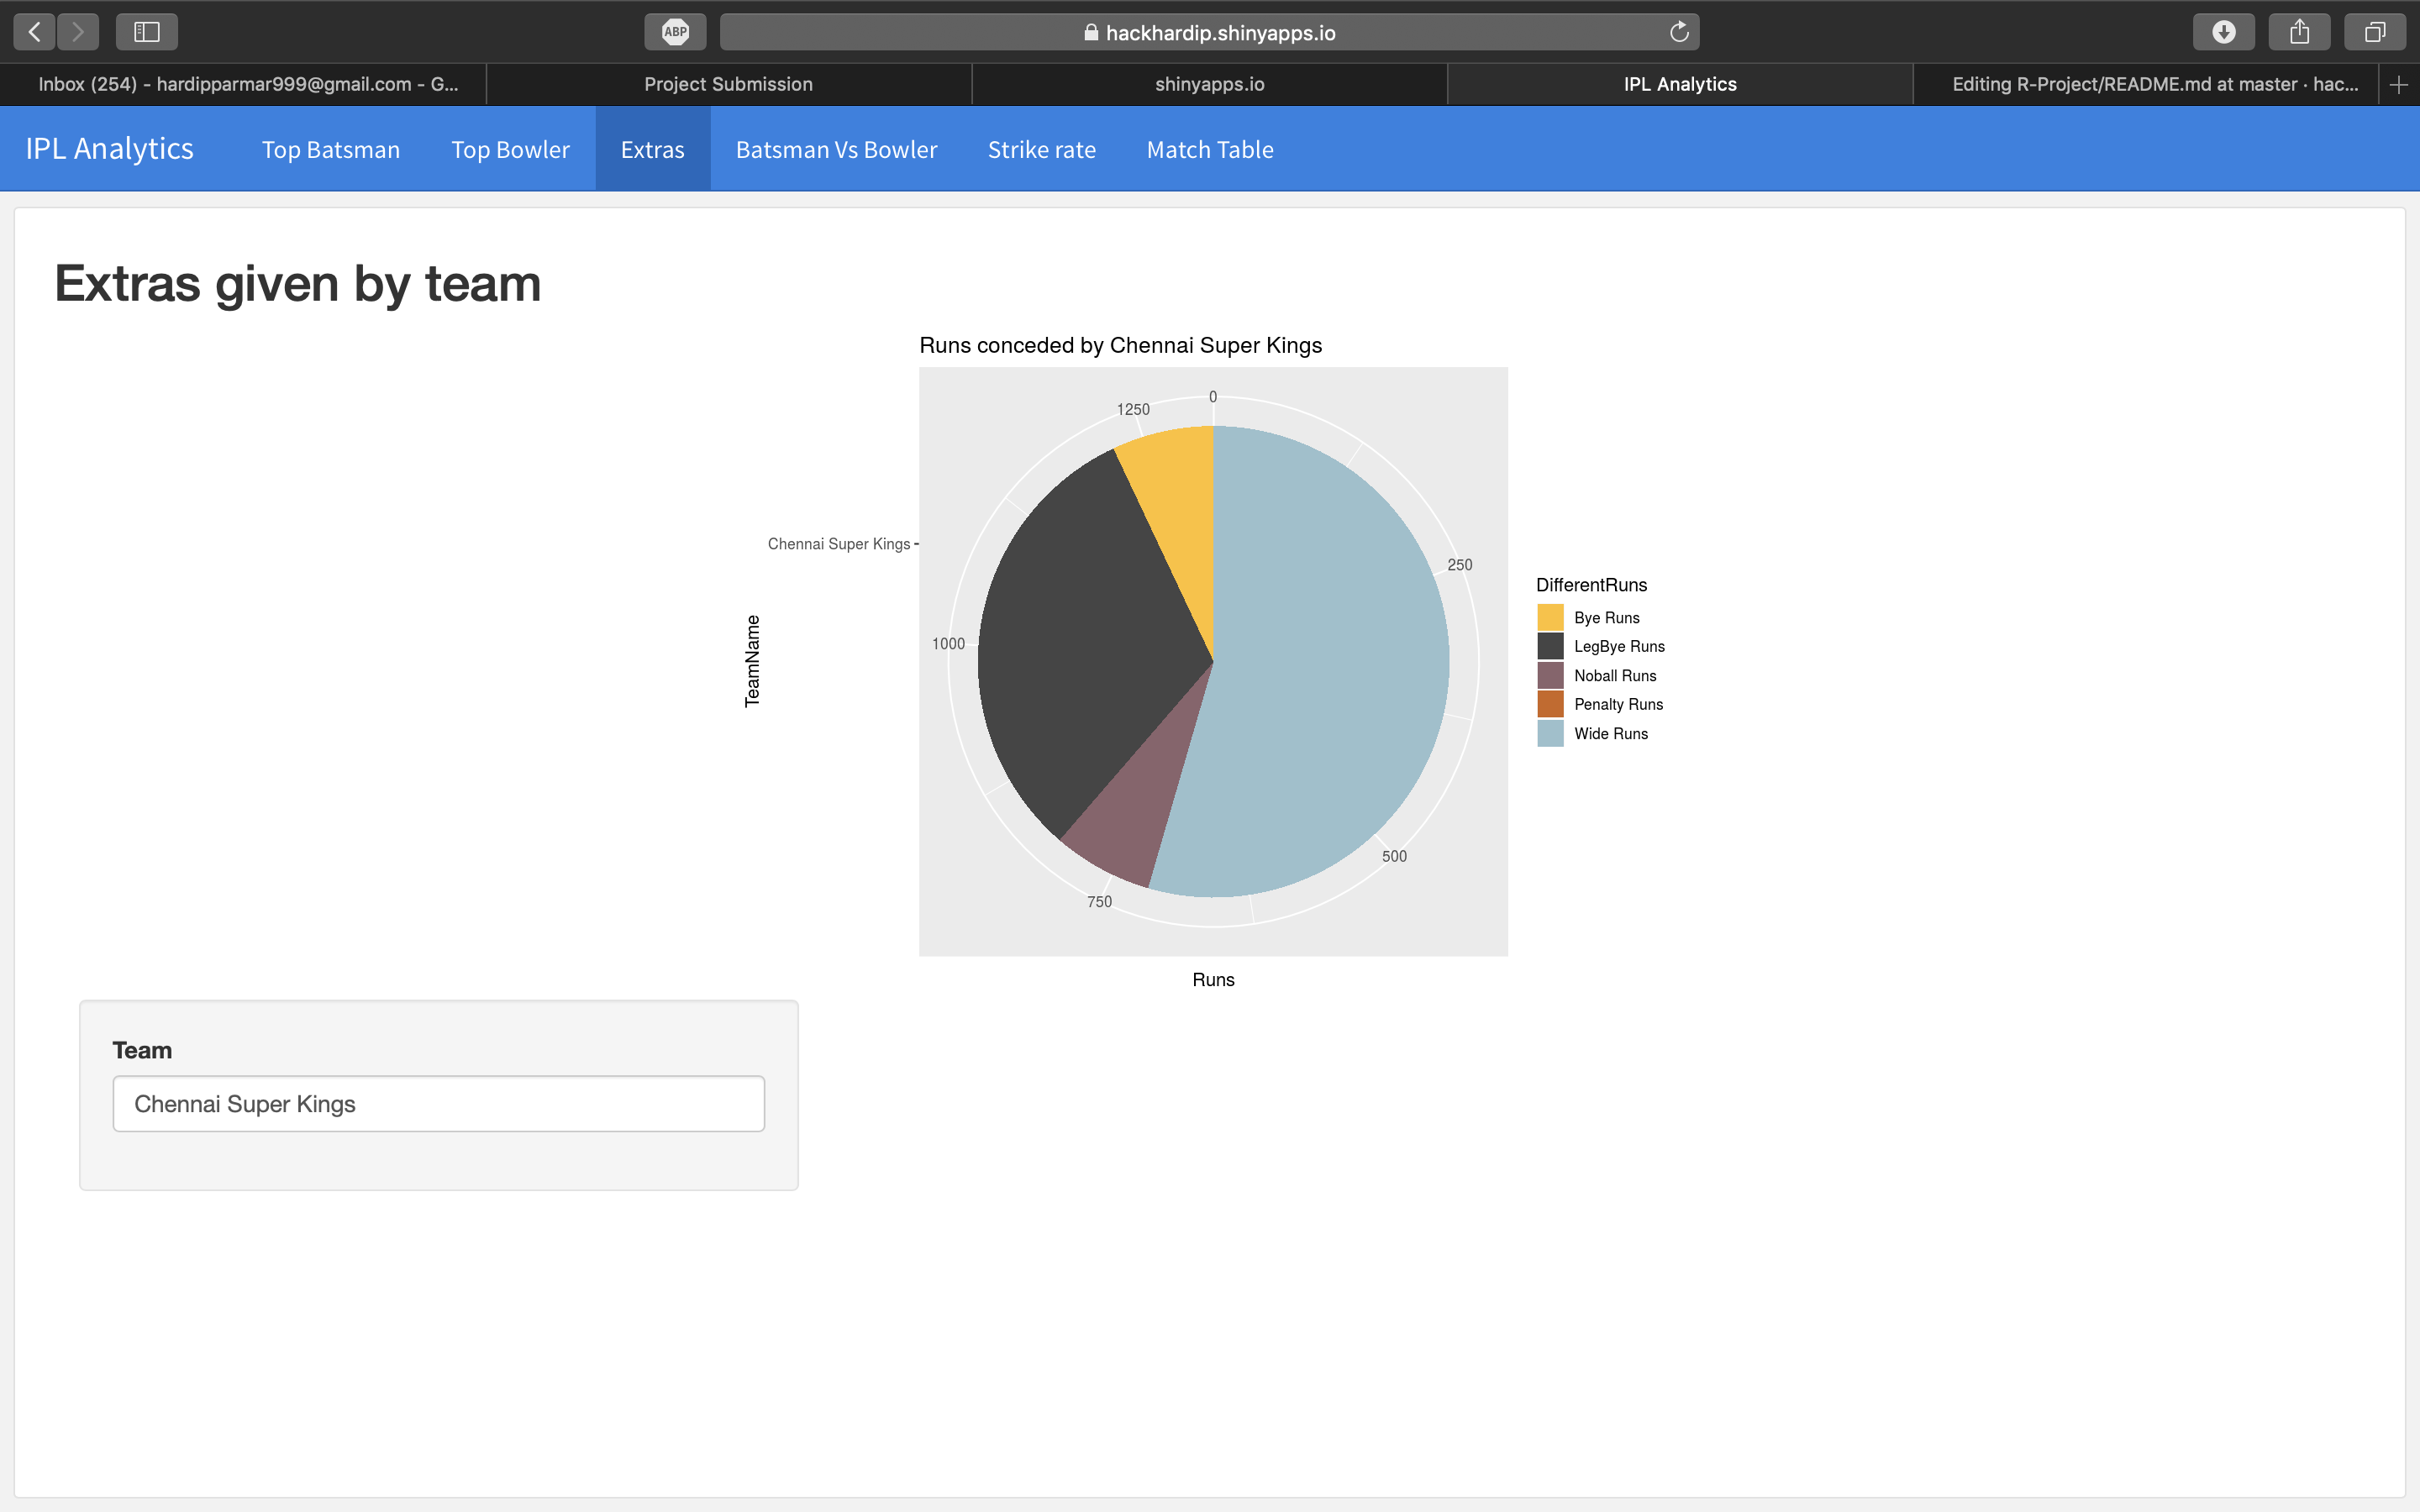 ABP
hackhardip.shinyapps.io
Inbox (254) - hardipparmar999@gmail.com - G...
Project Submission
shinyapps.io
IPL Analytics
Editing R-Project/README.md at master · hac...
IPL Analytics
Top Batsman
Top Bowler
Extras
Batsman Vs Bowler
Strike rate
Match Table
Extras given by team
Runs conceded by Chennai Super Kings
0
1250
250
1000
500
750
Chennai Super Kings
TeamName
Runs
DifferentRuns
Bye Runs
LegBye Runs
Noball Runs
Penalty Runs
Wide Runs
Team
Chennai Super Kings